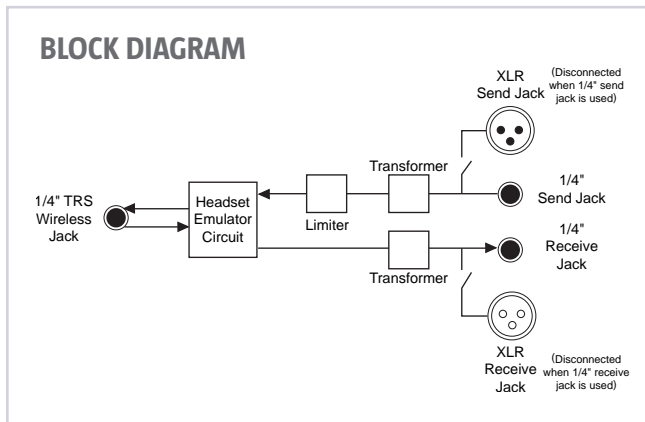 BLOCK DIAGRAM
XLR
Send Jack
(Disconnected
when 1/4" send
jack is used)
Transformer
1/4"
Send Jack
1/4" TRS
Wireless
Jack
Headset
Emulator
Circuit
Limiter
1/4"
Receive
Jack
Transformer
XLR
Receive
Jack
(Disconnected
when 1/4" receive
jack is used)